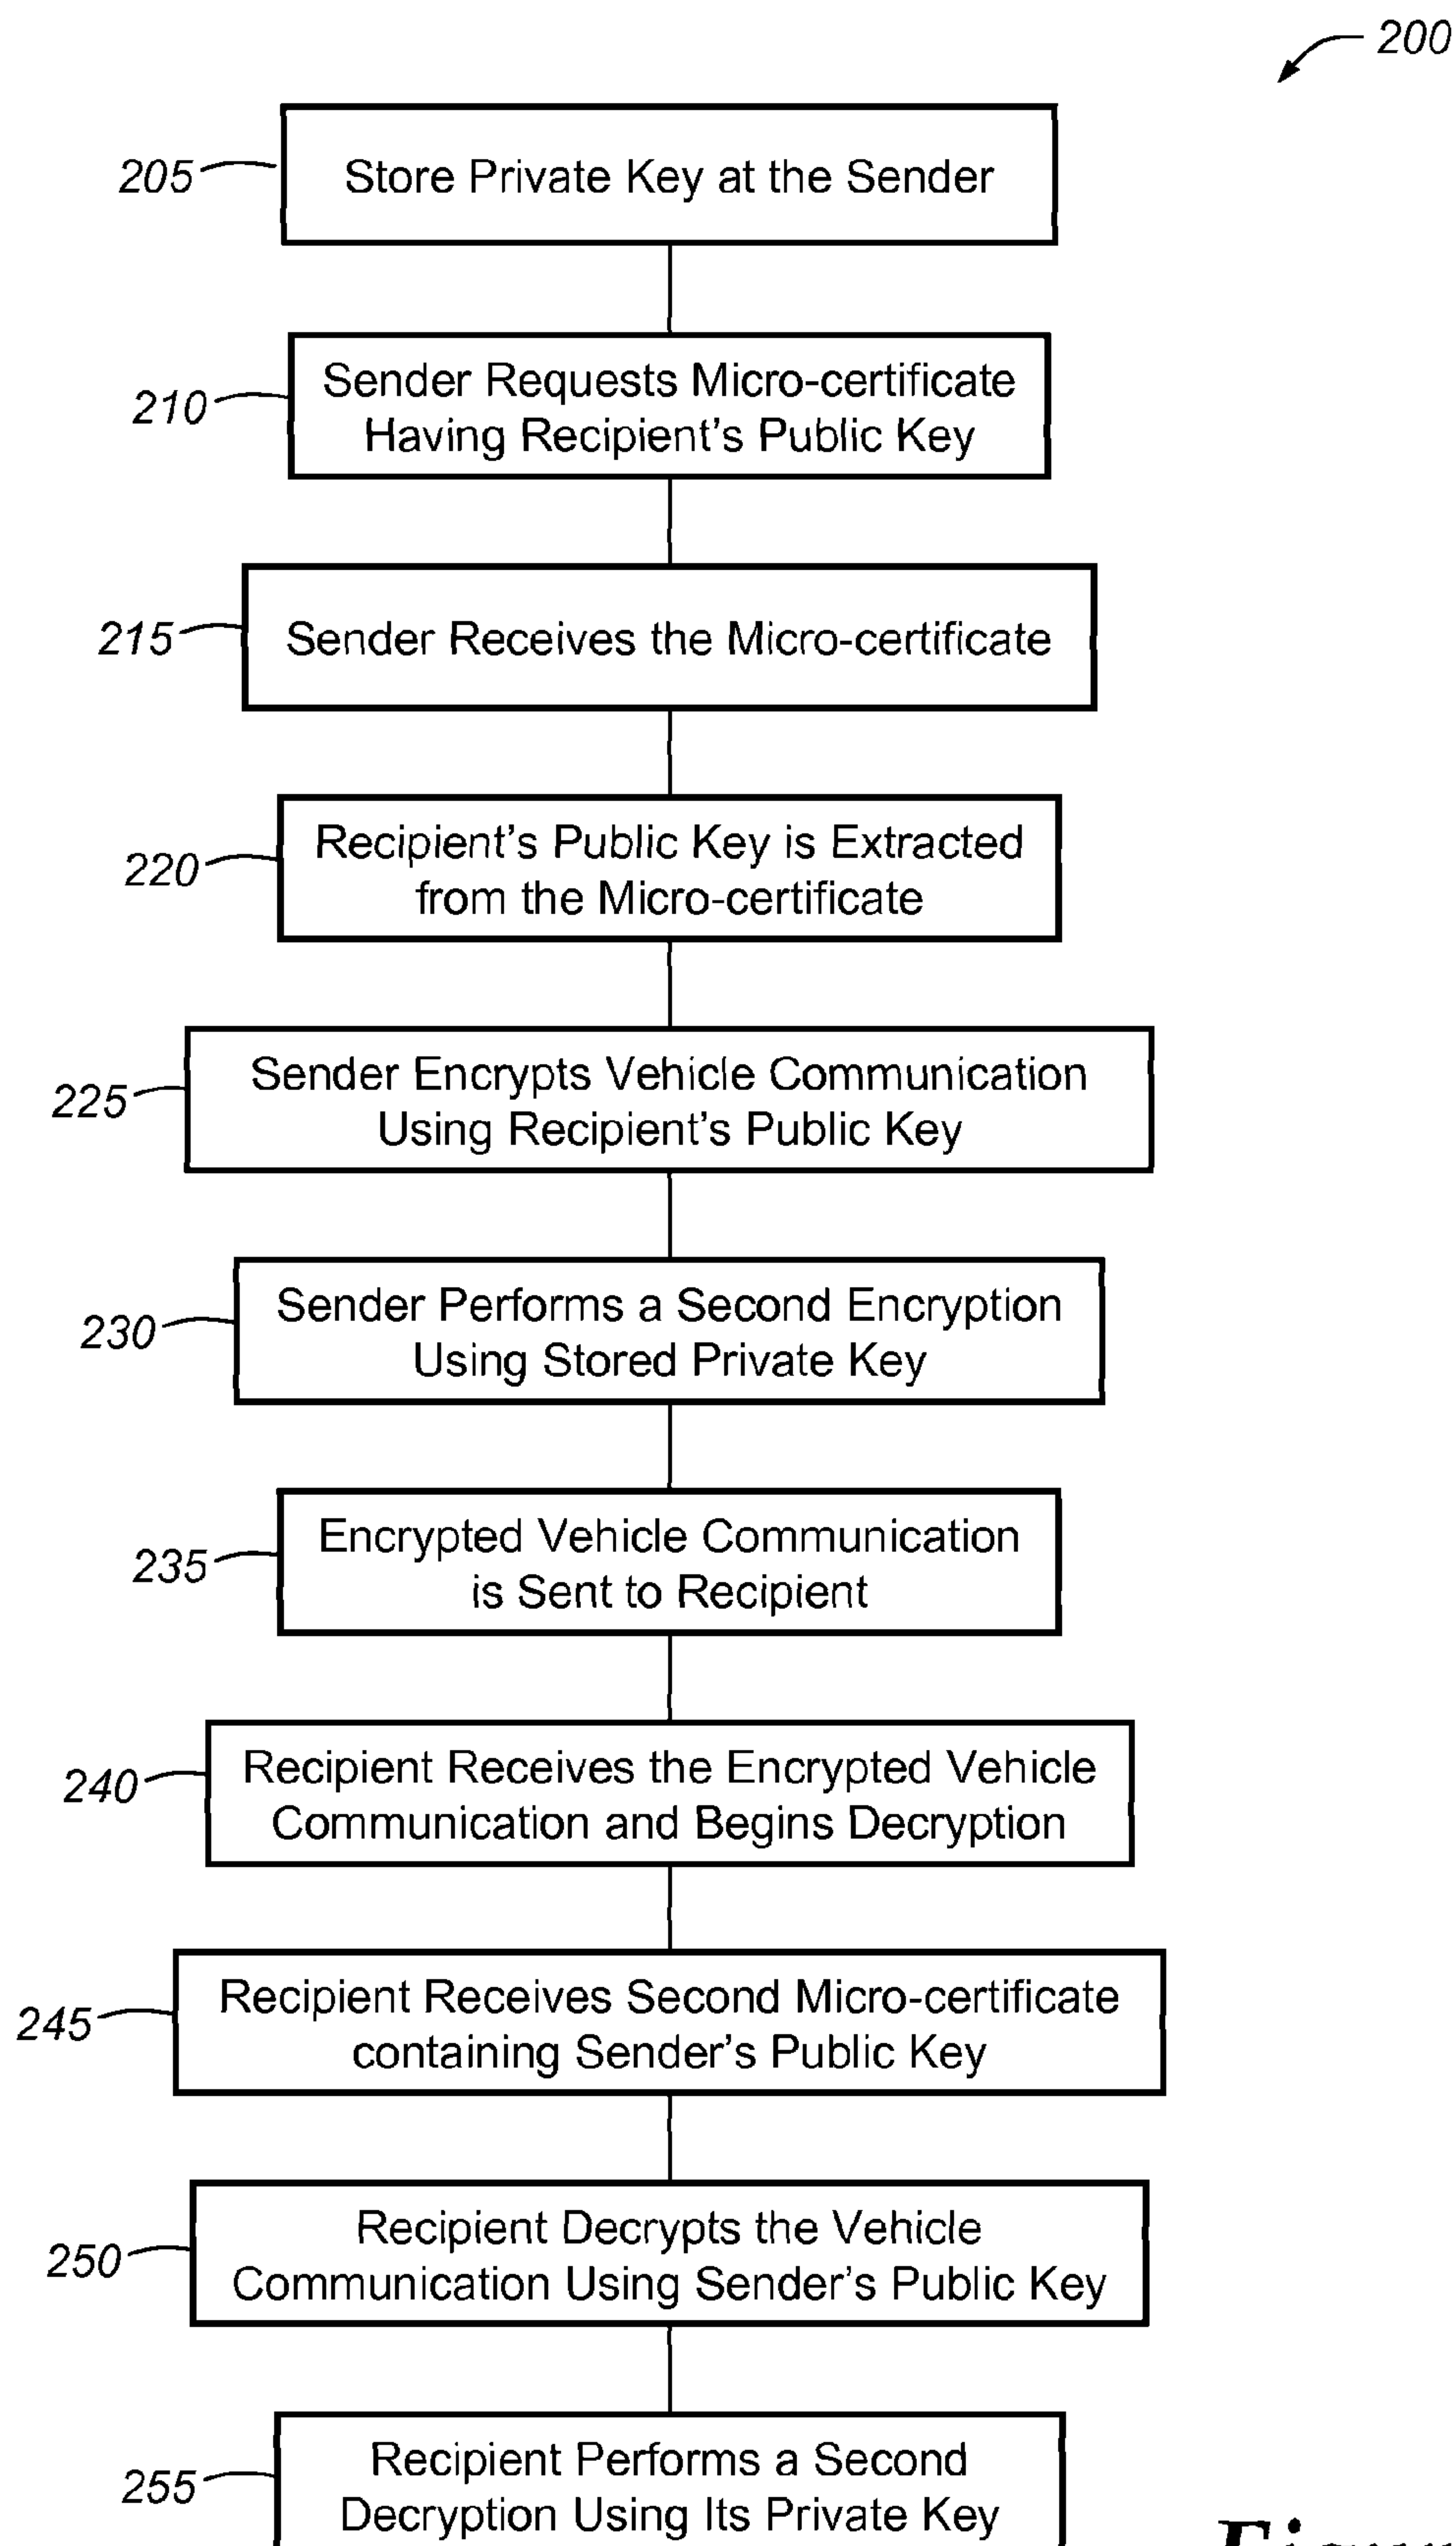 200
205
Store Private Key at the Sender
210
Sender Requests Micro-certificate
Having Recipient's Public Key
215
Sender Receives the Micro-certificate
220
Recipient's Public Key is Extracted
from the Micro-certificate
225
Sender Encrypts Vehicle Communication
Using Recipient's Public Key
230
Sender Performs a Second Encryption
Using Stored Private Key
235
Encrypted Vehicle Communication
is Sent to Recipient
240
Recipient Receives the Encrypted Vehicle
Communication and Begins Decryption
245
Recipient Receives Second Micro-certificate
containing Sender's Public Key
250
Recipient Decrypts the Vehicle
Communication Using Sender's Public Key
255
Recipient Performs a Second
Decryption Using Its Private Key